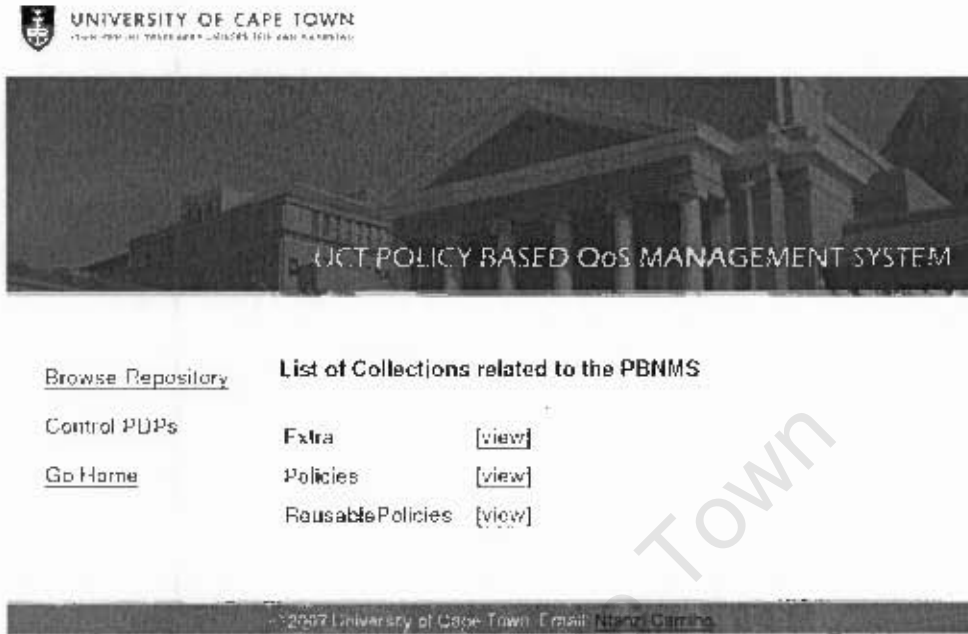 UNIVERSITY OF CAPE TOWN
UCT POLICY BASED QoS MANAGEMENT SYSTEM
Browse Repository
Control PDPs
Go Home
List of Collections related to the PBNMS
Extra [view]
Policies [view]
ReusablePolicies [view]
2007 University of Cape Town. Email:
Town